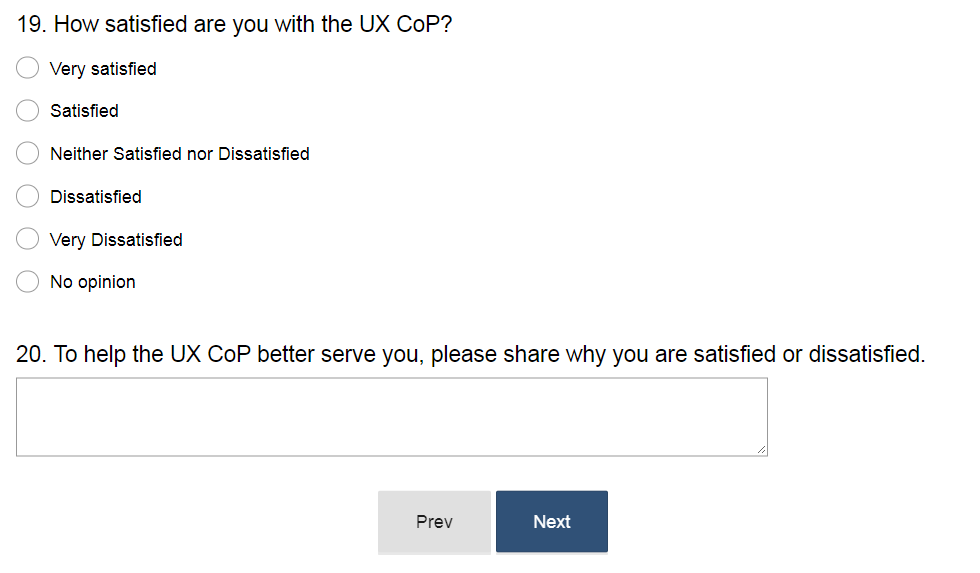 19. How satisfied are you with the UX CoP?
Very satisfied
Satisfied
Neither Satisfied nor Dissatisfied
Dissatisfied
Very Dissatisfied
No opinion
20. To help the UX CoP better serve you, please share why you are satisfied or dissatisfied.
Prev
Next